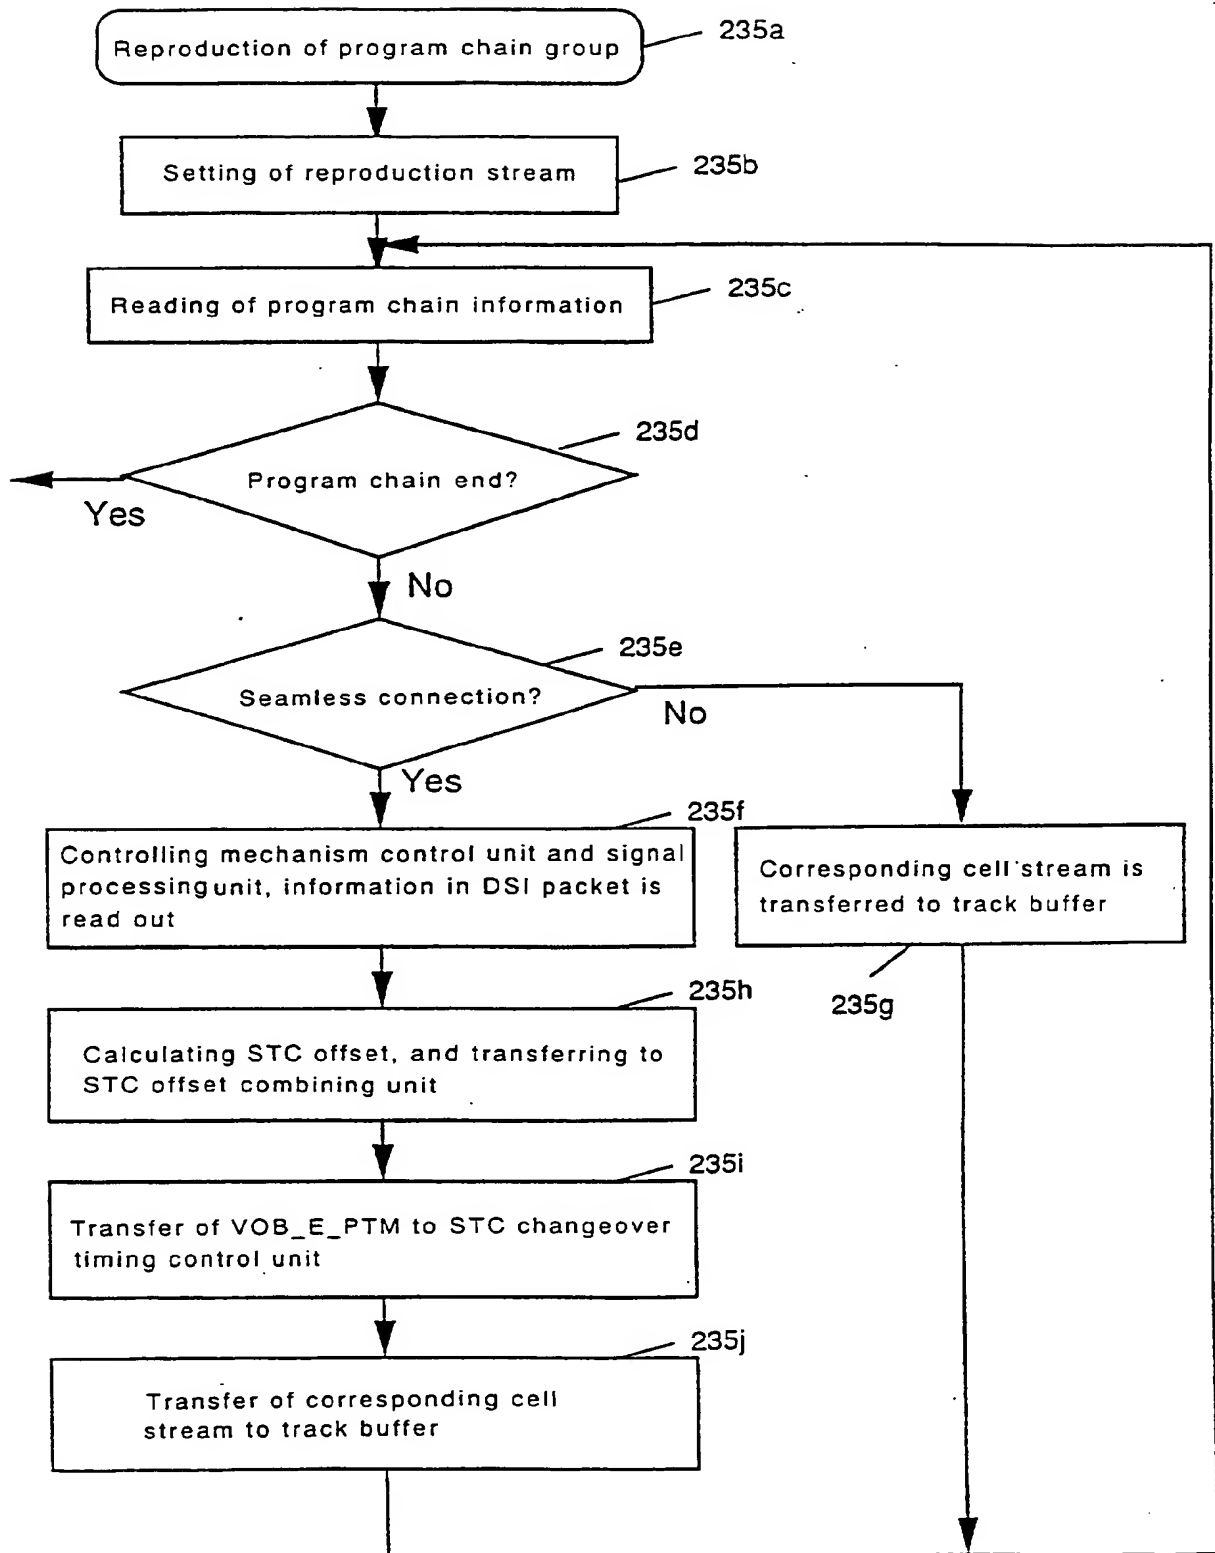 Reproduction of program chain group
235a
Setting of reproduction stream
235b
Reading of program chain information
235c
235d
Program chain end?
Yes
No
235e
Seamless connection?
No
Yes
235f
Controlling mechanism control unit and signal
processing unit, information in DSI packet is
read out
Corresponding cell stream is
transferred to track buffer
235g
235h
Calculating STC offset, and transferring to
STC offset combining unit
235i
Transfer of VOB_E_PTM to STC changeover
timing control unit
235j
Transfer of corresponding cell
stream to track buffer